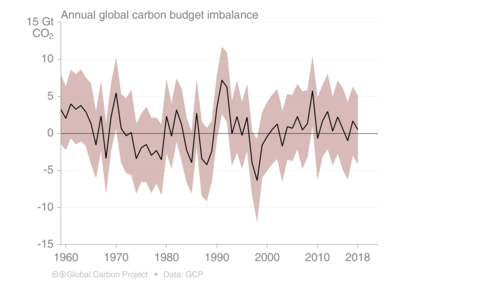 Annual global carbon budget imbalance
15 Gt
CO₂
10
5
0
-5
-10
-15
1960 1970 1980 1990 2000 2010 2018
Global Carbon Project • Data: GCP